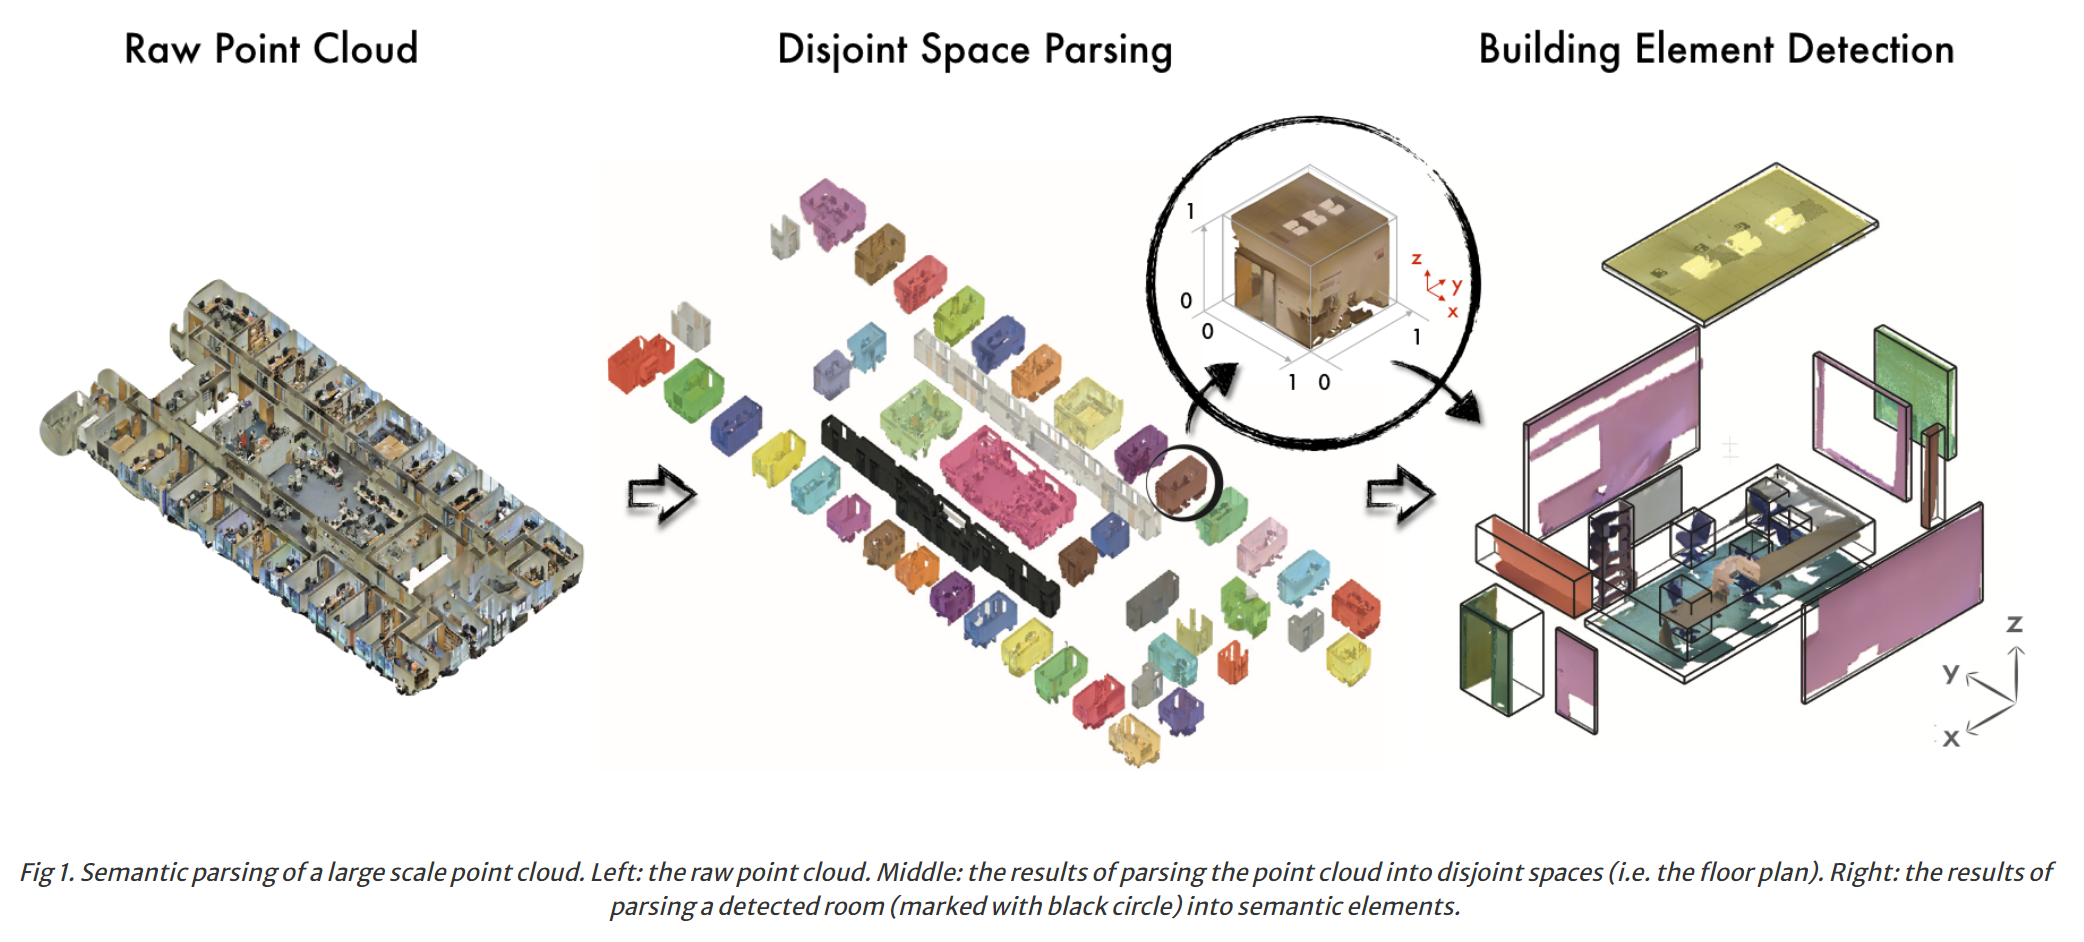 Raw Point Cloud
Disjoint Space Parsing
Building Element Detection
1
0
0
1 0
1
z
y
x
Z
Y
X
Fig 1. Semantic parsing of a large scale point cloud. Left: the raw point cloud. Middle: the results of parsing the point cloud into disjoint spaces (i.e. the floor plan). Right: the results of
parsing a detected room (marked with black circle) into semantic elements.